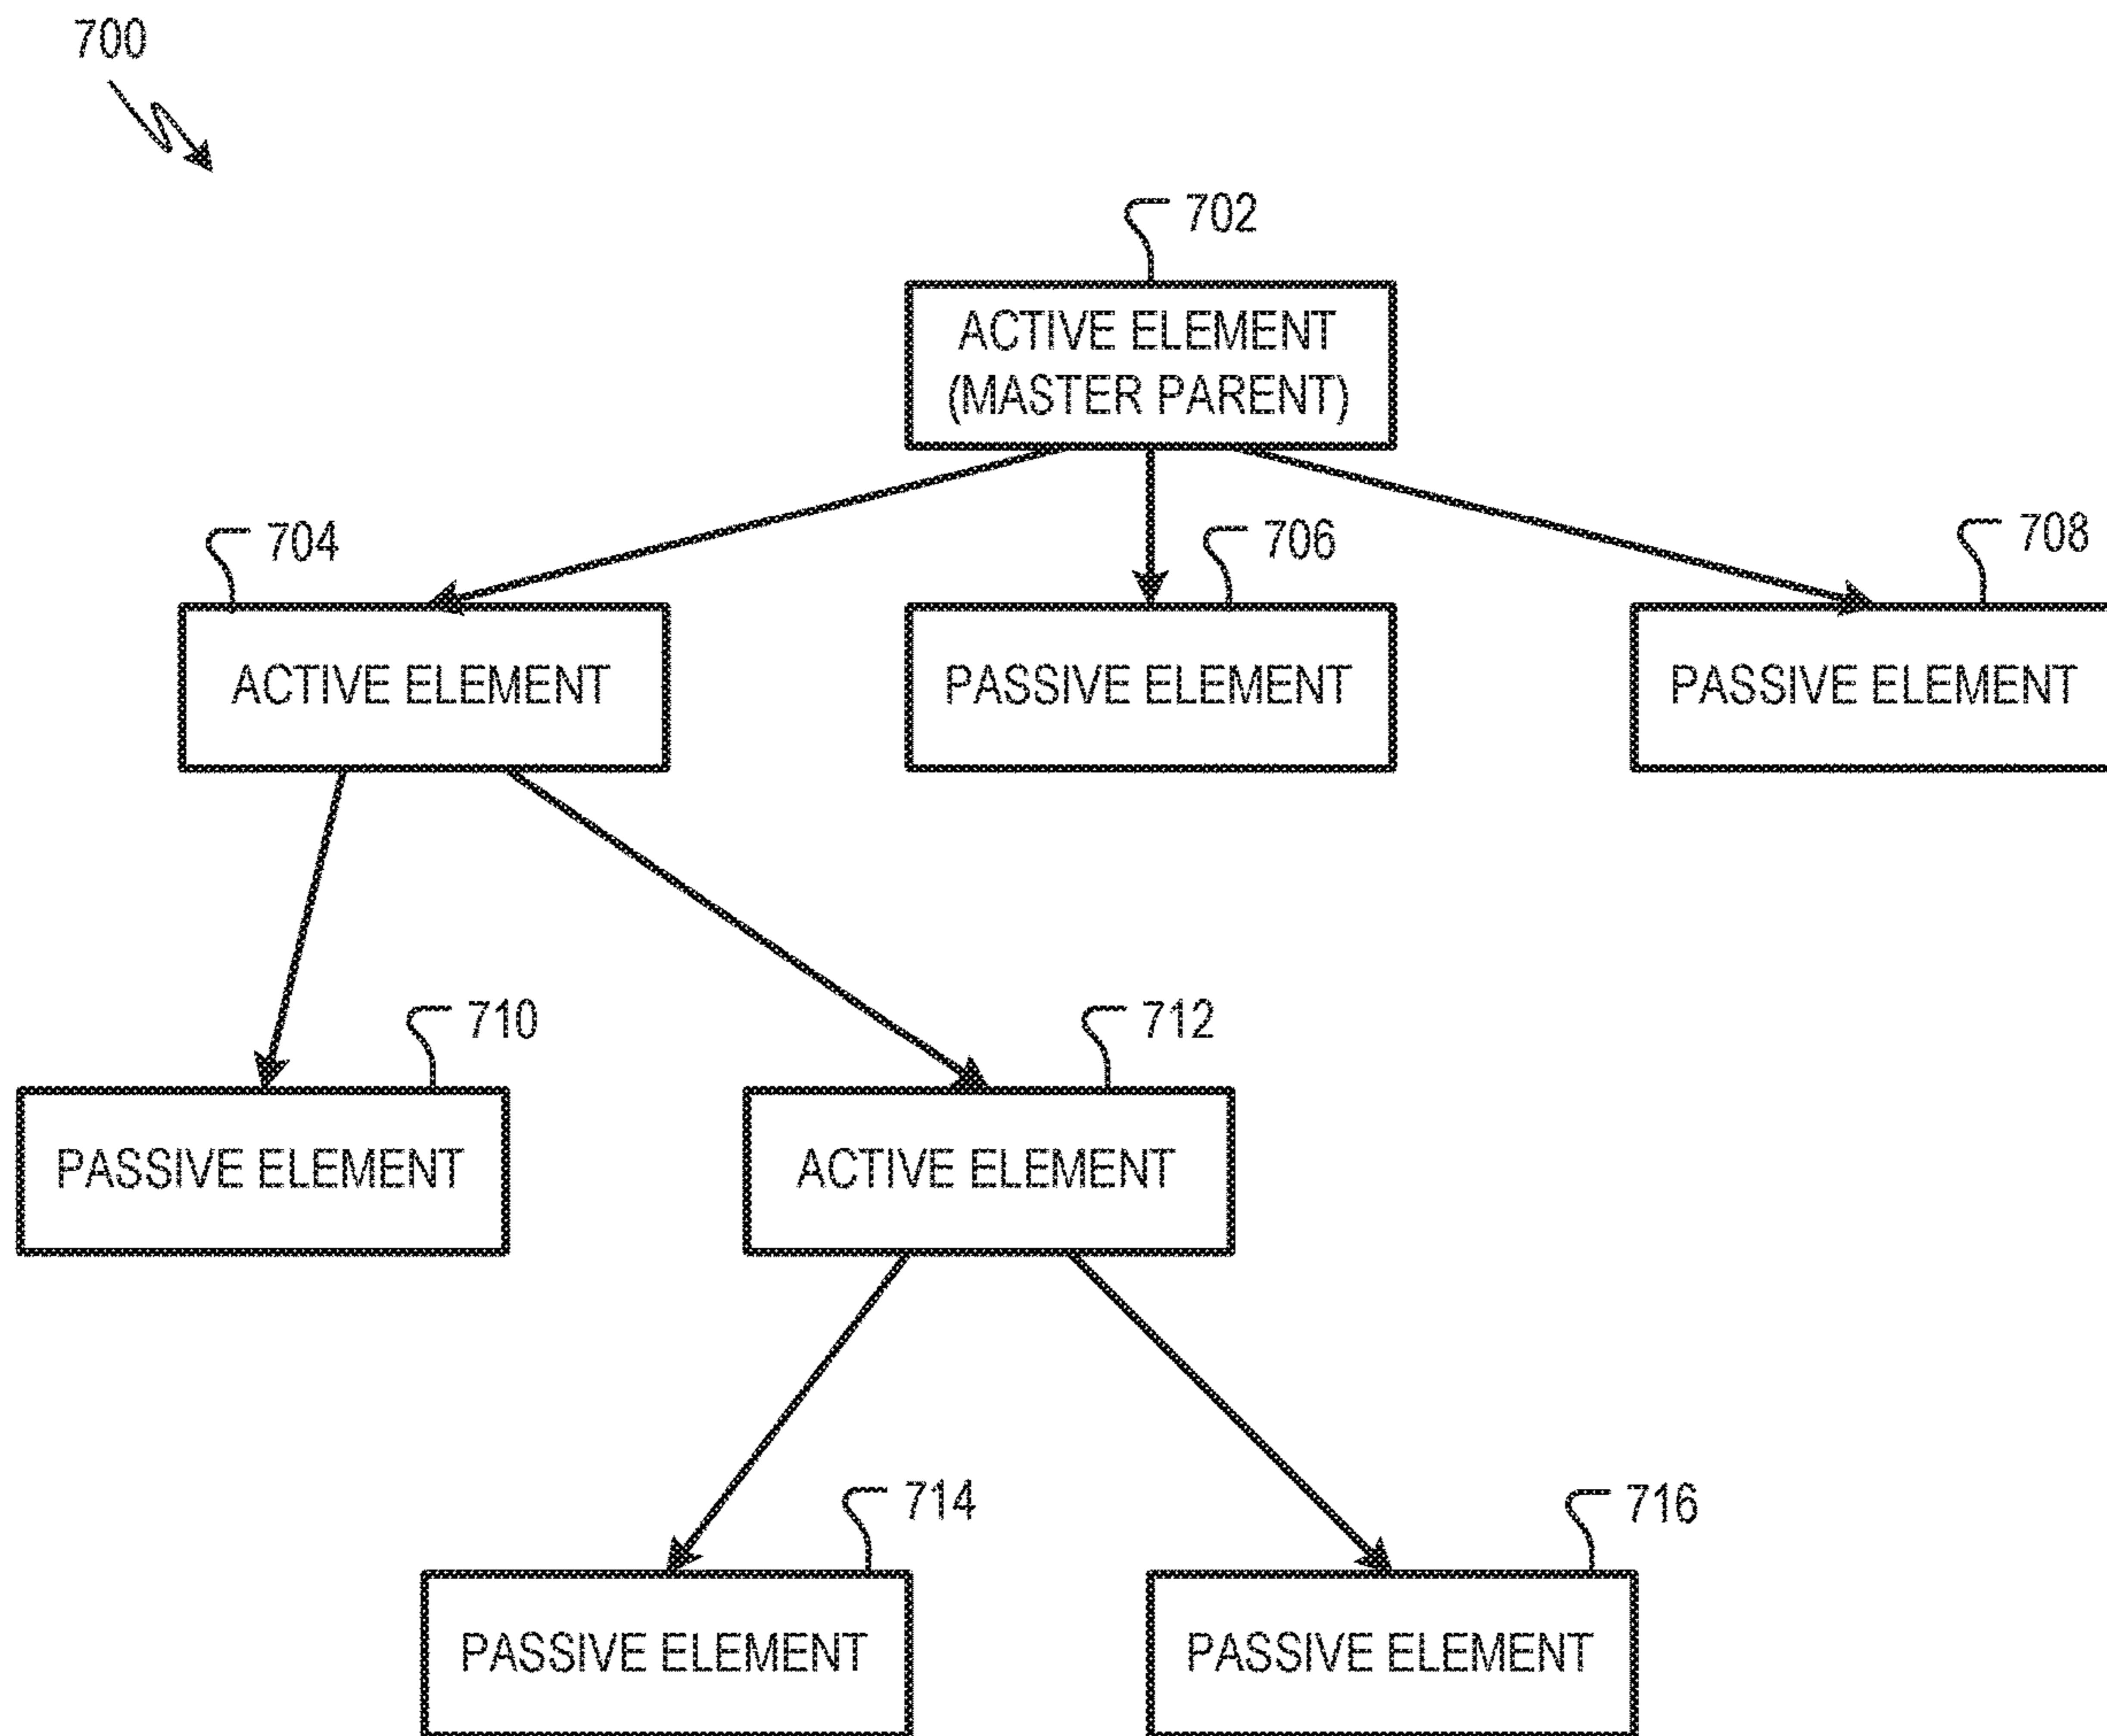 700
702
ACTIVE ELEMENT
(MASTER PARENT)
704
706
708
ACTIVE ELEMENT
PASSIVE ELEMENT
PASSIVE ELEMENT
710
712
PASSIVE ELEMENT
ACTIVE ELEMENT
714
716
PASSIVE ELEMENT
PASSIVE ELEMENT